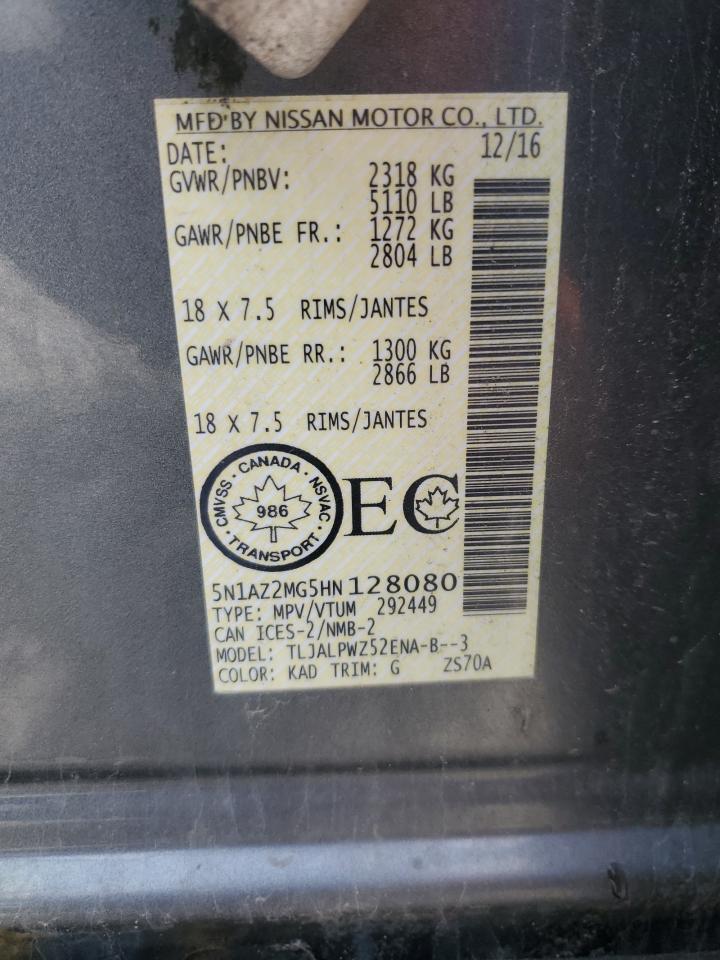 MFD BY NISSAN MOTOR CO., LTD.
DATE: 12/16
GVWR/PNBV: 2318 KG
5110 LB
GAWR/PNBE FR.: 1272 KG
2804 LB
18 X 7.5 RIMS/JANTES
GAWR/PNBE RR.: 1300 KG
2866 LB
18 X 7.5 RIMS/JANTES
CMVSS · CANADA · NSVAC · TRANSPORT ·
986
EC
5N1AZ2MG5HN128080
TYPE: MPV/VTUM 292449
CAN ICES-2/NMB-2
MODEL: TLJALPWZ52ENA-B--3
COLOR: KAD TRIM: G ZS70A